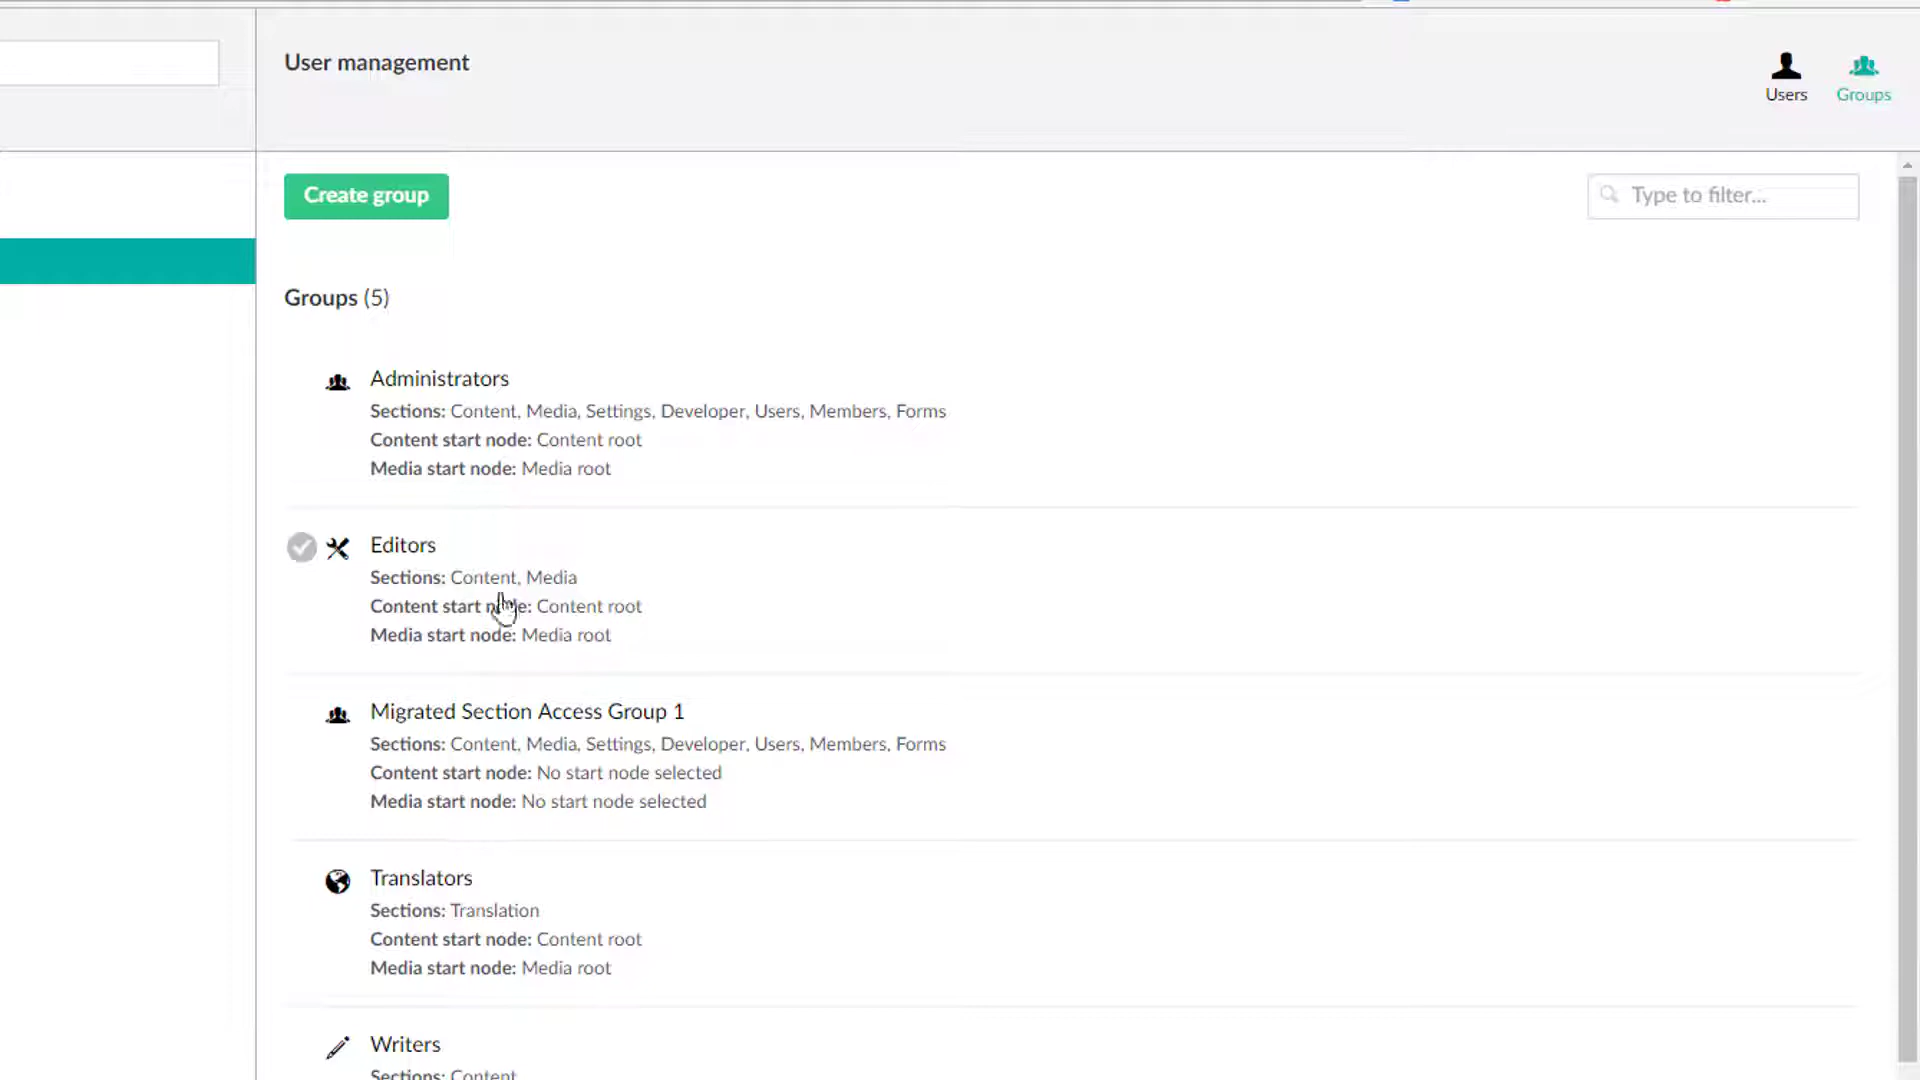 User management
Users
Groups
Create group
Type to filter...
Groups (5)
Administrators
Sections: Content, Media, Settings, Developer, Users, Members, Forms
Content start node: Content root
Media start node: Media root
Editors
Sections: Content, Media
Content start node: Content root
Media start node: Media root
Migrated Section Access Group 1
Sections: Content, Media, Settings, Developer, Users, Members, Forms
Content start node: No start node selected
Media start node: No start node selected
Translators
Sections: Translation
Content start node: Content root
Media start node: Media root
Writers
Sections: Content